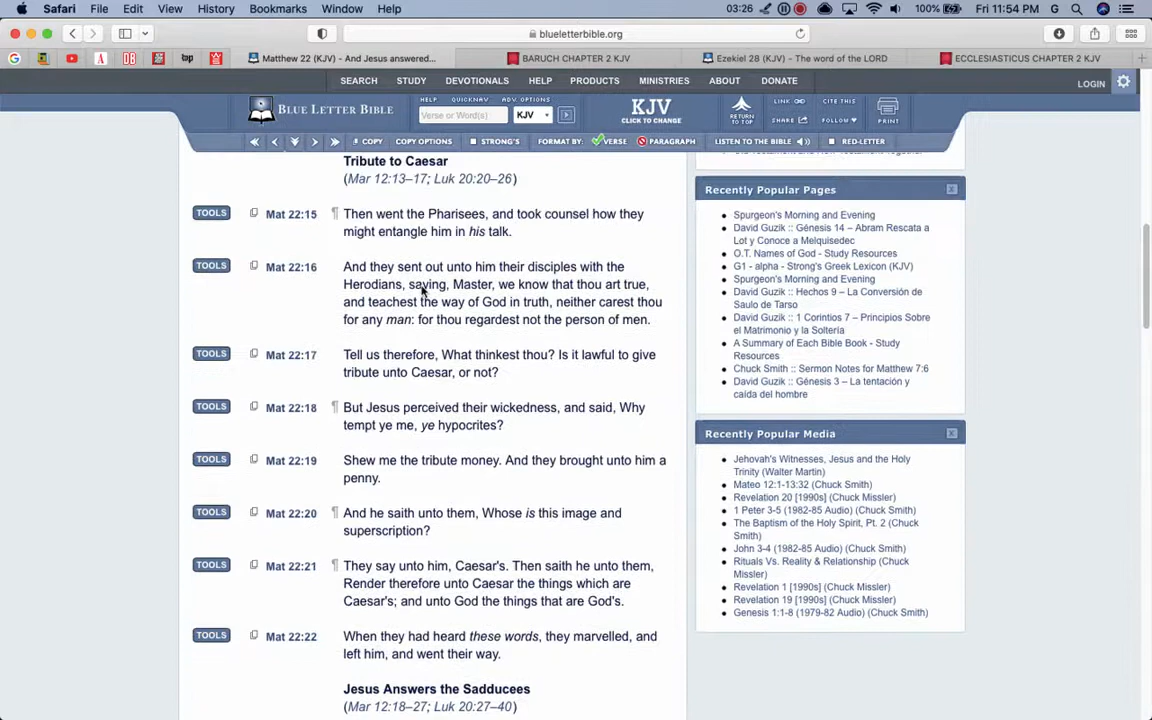 Safari File Edit View History Bookmarks Window Help 03:26 100% Fri 11:54 PM G
blueletterbible.org
Matthew 22 (KJV) - And Jesus answered... BARUCH CHAPTER 2 KJV Ezekiel 28 (KJV) - The word of the LORD ECCLESIASTICUS CHAPTER 2 KJV
SEARCH STUDY DEVOTIONALS HELP PRODUCTS MINISTRIES ABOUT DONATE LOGIN
BLUE LETTER BIBLE
HELP QUICKNAV ADV. OPTIONS
Verse or Word(s) KJV
KJV
CLICK TO CHANGE
RETURN TO TOP
LINK CITE THIS
SHARE FOLLOW
PRINT
COPY COPY OPTIONS STRONG'S FORMAT BY: VERSE PARAGRAPH LISTEN TO THE BIBLE RED-LETTER
Tribute to Caesar
(Mar 12:13–17; Luk 20:20–26)
TOOLS Mat 22:15 ¶ Then went the Pharisees, and took counsel how they
might entangle him in his talk.
TOOLS Mat 22:16 And they sent out unto him their disciples with the
Herodians, saying, Master, we know that thou art true,
and teachest the way of God in truth, neither carest thou
for any man: for thou regardest not the person of men.
TOOLS Mat 22:17 Tell us therefore, What thinkest thou? Is it lawful to give
tribute unto Caesar, or not?
TOOLS Mat 22:18 ¶ But Jesus perceived their wickedness, and said, Why
tempt ye me, ye hypocrites?
TOOLS Mat 22:19 Shew me the tribute money. And they brought unto him a
penny.
TOOLS Mat 22:20 ¶ And he saith unto them, Whose is this image and
superscription?
TOOLS Mat 22:21 ¶ They say unto him, Caesar's. Then saith he unto them,
Render therefore unto Caesar the things which are
Caesar's; and unto God the things that are God's.
TOOLS Mat 22:22 When they had heard these words, they marvelled, and
left him, and went their way.
Jesus Answers the Sadducees
(Mar 12:18–27; Luk 20:27–40)
Recently Popular Pages
Spurgeon's Morning and Evening
David Guzik :: Génesis 14 – Abram Rescata a
Lot y Conoce a Melquisedec
O.T. Names of God - Study Resources
G1 - alpha - Strong's Greek Lexicon (KJV)
Spurgeon's Morning and Evening
David Guzik :: Hechos 9 – La Conversión de
Saulo de Tarso
David Guzik :: 1 Corintios 7 – Principios Sobre
el Matrimonio y la Soltería
A Summary of Each Bible Book - Study
Resources
Chuck Smith :: Sermon Notes for Matthew 7:6
David Guzik :: Génesis 3 – La tentación y
caída del hombre
Recently Popular Media
Jehovah's Witnesses, Jesus and the Holy
Trinity (Walter Martin)
Mateo 12:1-13:32 (Chuck Smith)
Revelation 20 [1990s] (Chuck Missler)
1 Peter 3-5 (1982-85 Audio) (Chuck Smith)
The Baptism of the Holy Spirit, Pt. 2 (Chuck
Smith)
John 3-4 (1982-85 Audio) (Chuck Smith)
Rituals Vs. Reality & Relationship (Chuck
Missler)
Revelation 1 [1990s] (Chuck Missler)
Revelation 19 [1990s] (Chuck Missler)
Genesis 1:1-8 (1979-82 Audio) (Chuck Smith)